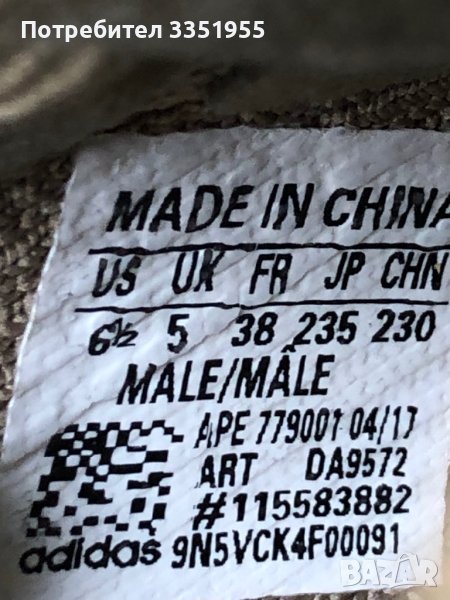 Потребител 3351955
MADE IN CHINA
US UK FR JP CHN
6½ 5 38 235 230
MALE/MÂLE
APE 779001 04/17
ART DA9572
#115583882
adidas 9N5VCK4F00091
BAZAR